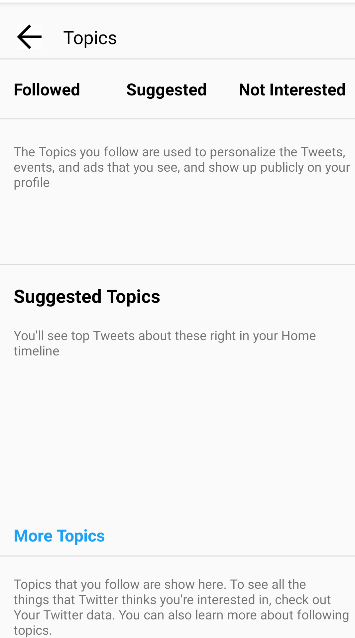 Topics
Followed Suggested Not Interested
The Topics you follow are used to personalize the Tweets,
events, and ads that you see, and show up publicly on your
profile
Suggested Topics
You'll see top Tweets about these right in your Home
timeline
More Topics
Topics that you follow are show here. To see all the
things that Twitter thinks you're interested in, check out
Your Twitter data. You can also learn more about following
topics.